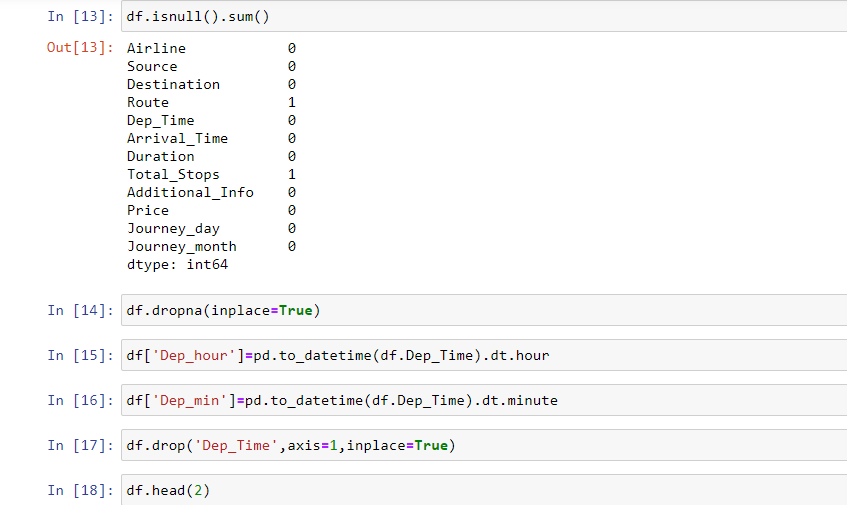 In [13]: df.isnull().sum()
Out[13]: Airline 0
Source 0
Destination 0
Route 1
Dep_Time 0
Arrival_Time 0
Duration 0
Total_Stops 1
Additional_Info 0
Price 0
Journey_day 0
Journey_month 0
dtype: int64
In [14]: df.dropna(inplace=True)
In [15]: df['Dep_hour']=pd.to_datetime(df.Dep_Time).dt.hour
In [16]: df['Dep_min']=pd.to_datetime(df.Dep_Time).dt.minute
In [17]: df.drop('Dep_Time',axis=1,inplace=True)
In [18]: df.head(2)